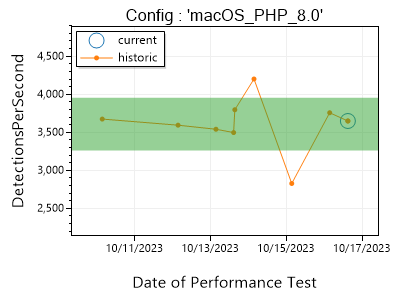 Config : 'macOS_PHP_8.0'
current
historic
DetectionsPerSecond
4,500
4,000
3,500
3,000
2,500
10/11/2023
10/13/2023
10/15/2023
10/17/2023
Date of Performance Test